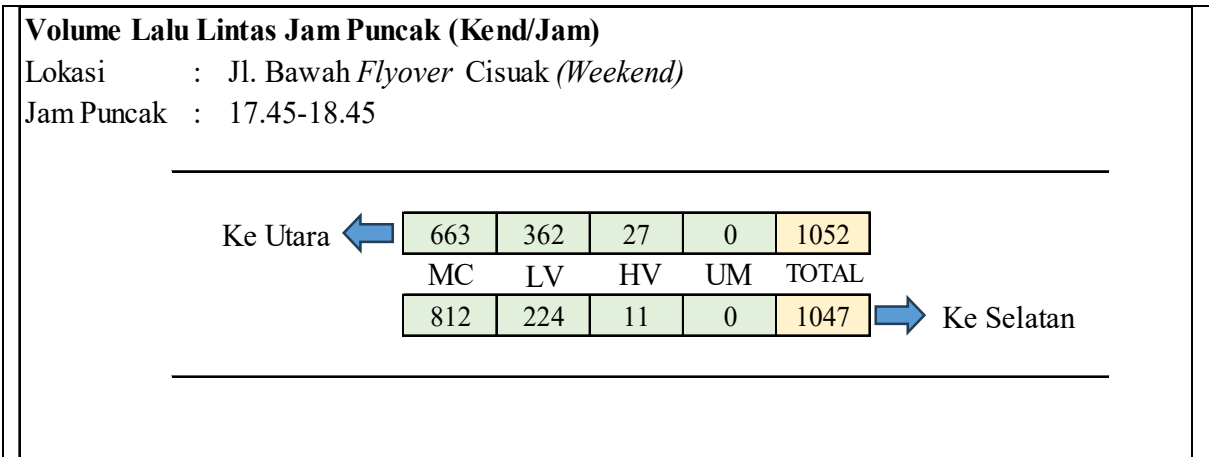 Volume Lalu Lintas Jam Puncak (Kend/Jam)
Lokasi : Jl. Bawah Flyover Cisuak (Weekend)
Jam Puncak : 17.45-18.45
Ke Utara 663 362 27 0 1052
MC LV HV UM TOTAL
812 224 11 0 1047 Ke Selatan